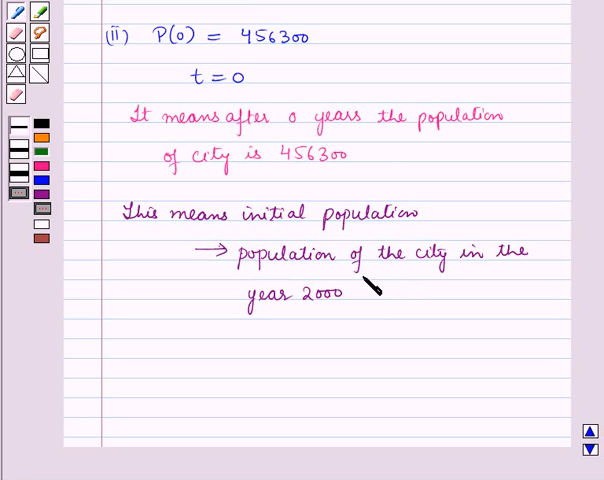 (ii) P(0) = 456300
t = 0
It means after 0 years the population
of city is 456300
This means initial population
→ population of the city in the
year 2000